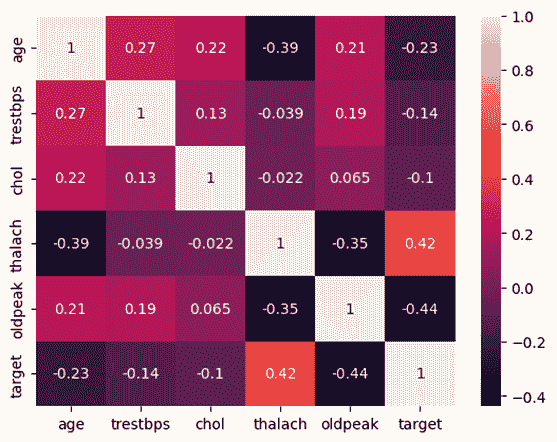 age 1 0.27 0.22 -0.39 0.21 -0.23
trestbps 0.27 1 0.13 -0.039 0.19 -0.14
chol 0.22 0.13 1 -0.022 0.065 -0.1
thalach -0.39 -0.039 -0.022 1 -0.35 0.42
oldpeak 0.21 0.19 0.065 -0.35 1 -0.44
target -0.23 -0.14 -0.1 0.42 -0.44 1
age trestbps chol thalach oldpeak target
1.0
0.8
0.6
0.4
0.2
0.0
−0.2
−0.4